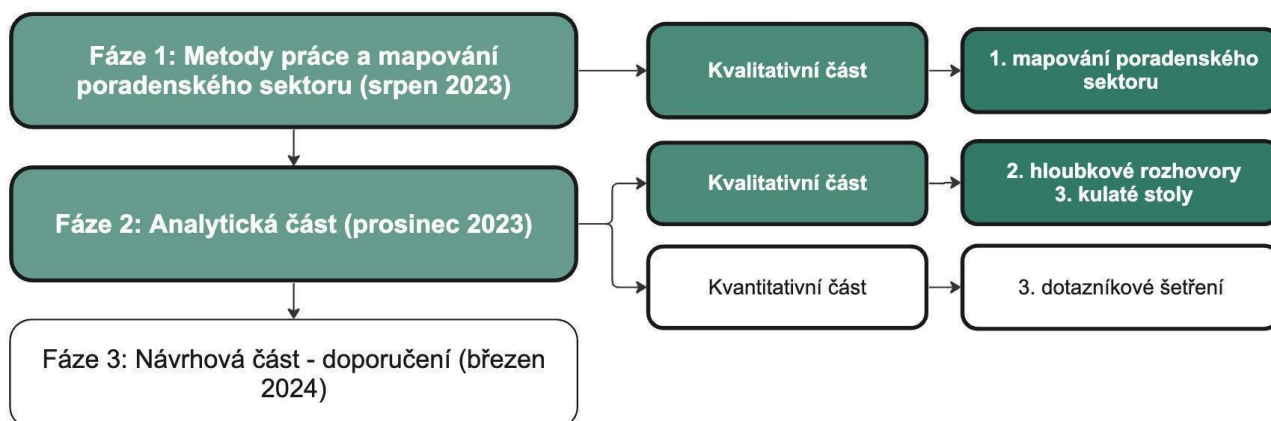 Fáze 1: Metody práce a mapování
poradenského sektoru (srpen 2023)
Kvalitativní část
1. mapování poradenského
sektoru
Fáze 2: Analytická část (prosinec 2023)
Kvalitativní část
2. hloubkové rozhovory
3. kulaté stoly
Kvantitativní část
3. dotazníkové šetření
Fáze 3: Návrhová část - doporučení (březen
2024)